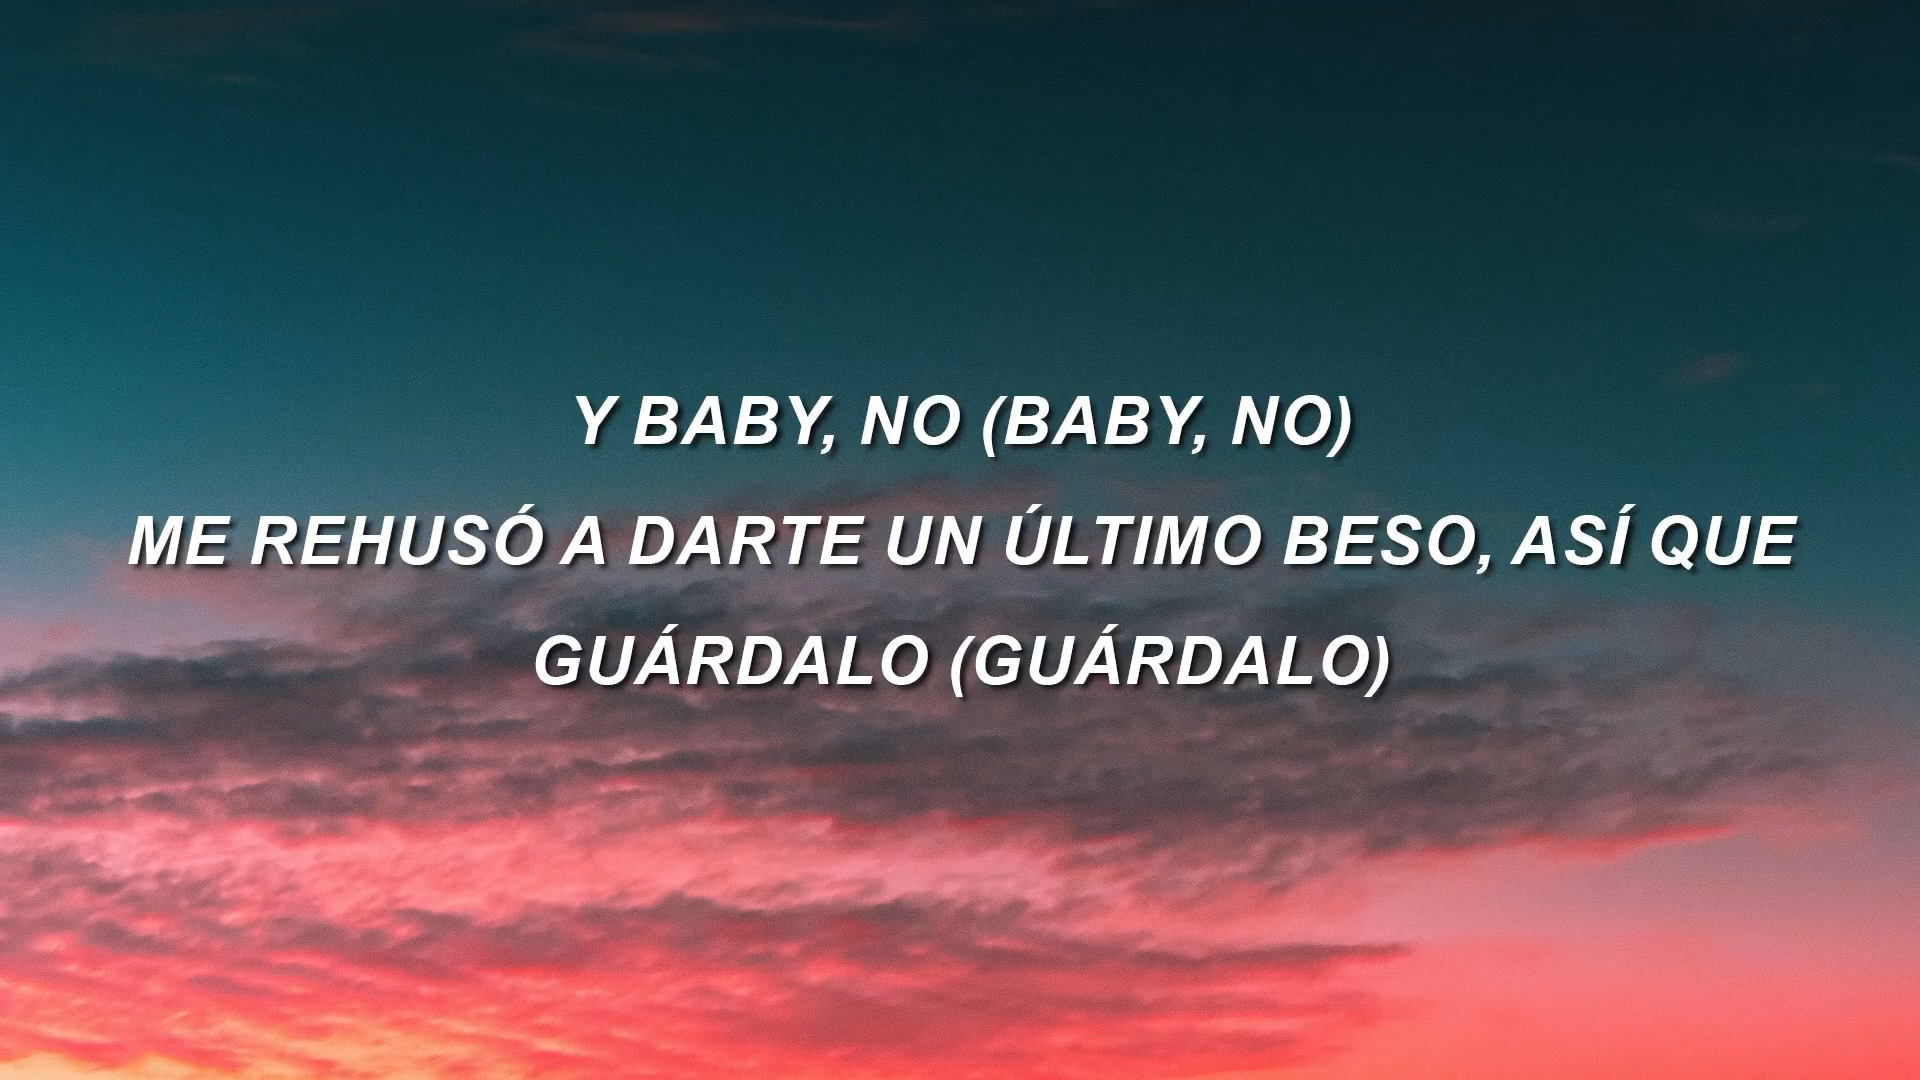 Y BABY, NO (BABY, NO)
ME REHUSÓ A DARTE UN ÚLTIMO BESO, ASÍ QUE
GUÁRDALO (GUÁRDALO)